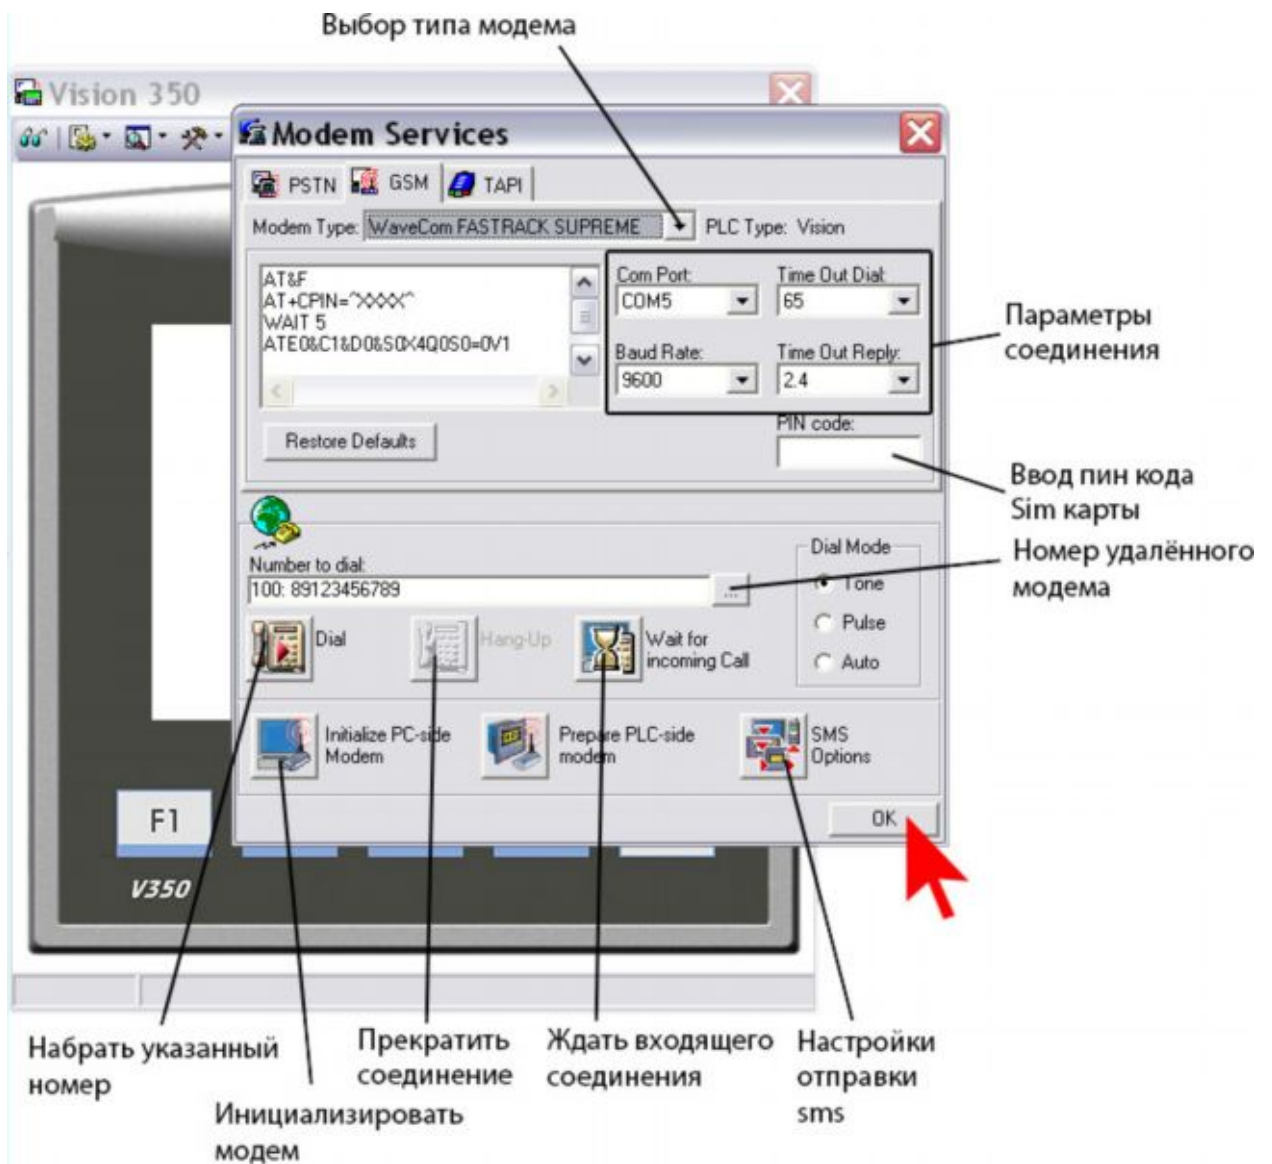 Выбор типа модема
Vision 350
Modem Services
PSTN GSM TAPI
Modem Type: WaveCom FASTRACK SUPREME PLC Type: Vision
AT&F
AT+CPIN=^XXXX^
WAIT 5
ATE0&C1&D0&S0X4Q0S0=0V1
Com Port: Time Out Dial:
COM5 65
Baud Rate: Time Out Reply:
9600 2.4
Параметры
соединения
Restore Defaults
PIN code:
Ввод пин кода
Sim карты
Number to dial:
100: 89123456789
...
Dial Mode
Tone
Pulse
Auto
Номер удалённого
модема
Dial
Hang-Up
Wait for
incoming Call
Initialize PC-side
Modem
Prepare PLC-side
modem
SMS
Options
OK
F1
V350
Набрать указанный
номер
Инициализировать
модем
Прекратить
соединение
Ждать входящего
соединения
Настройки
отправки
sms